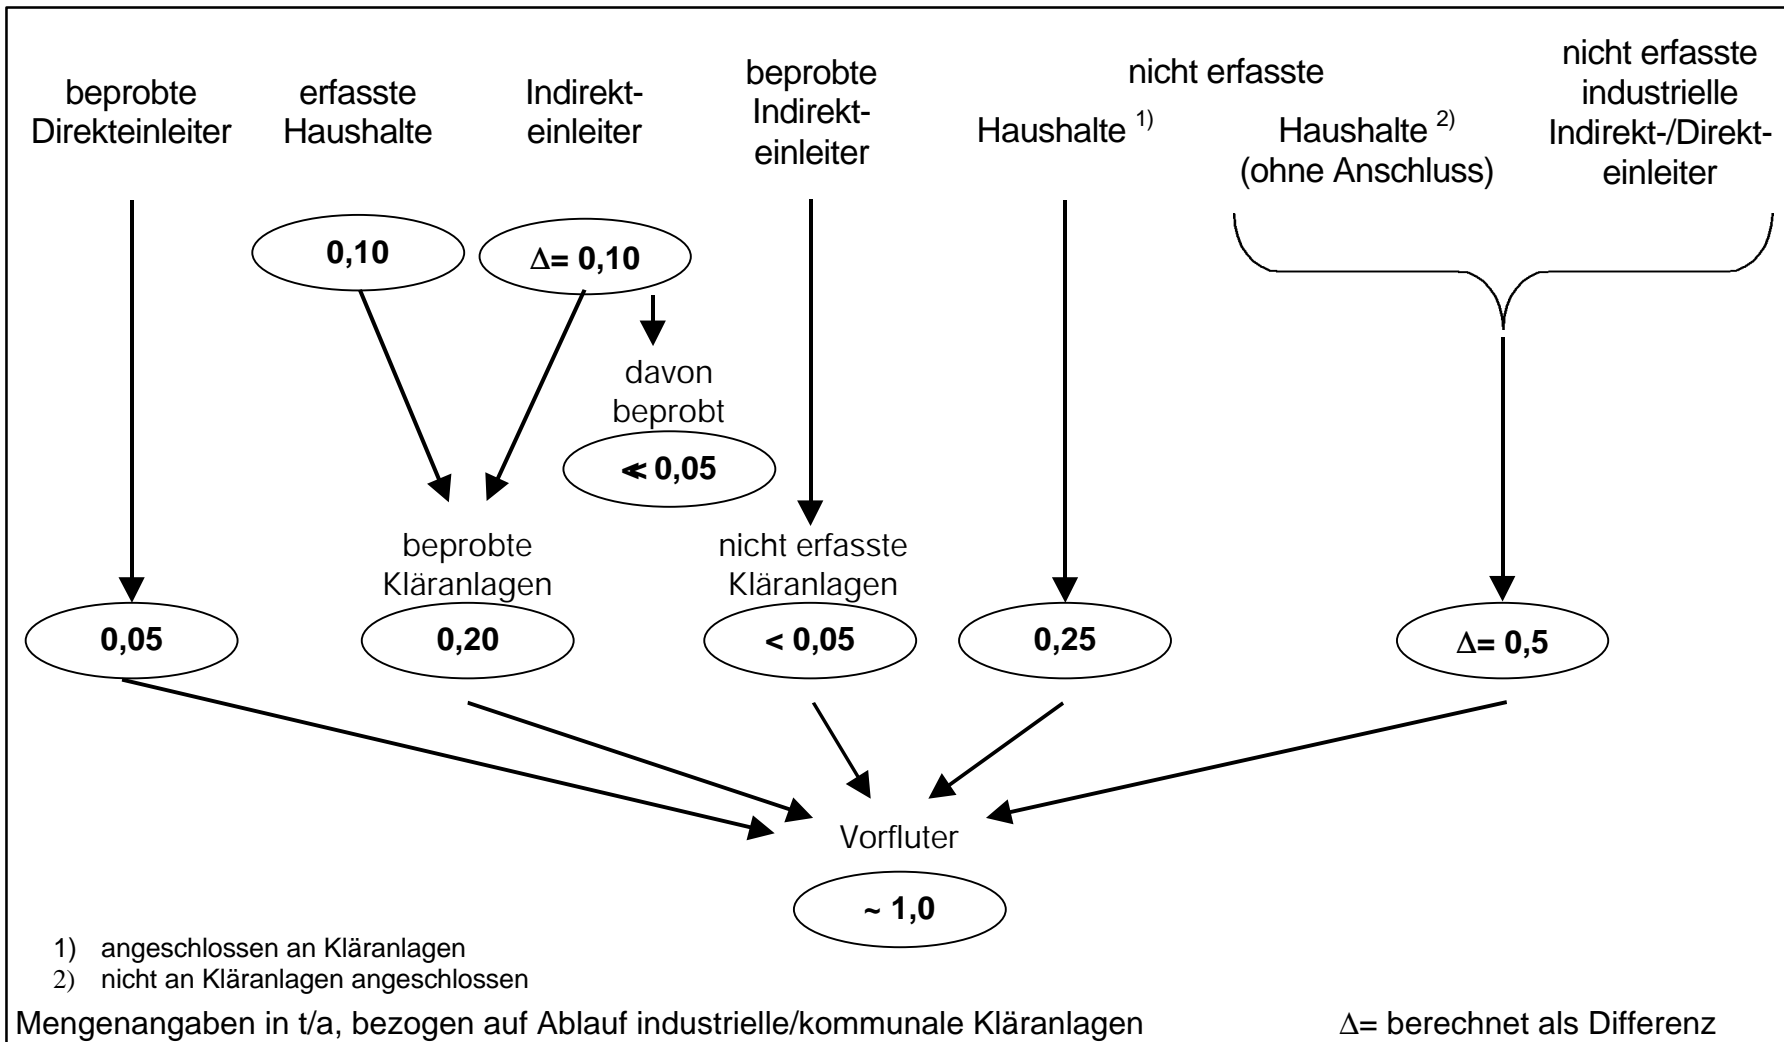 beprobte
Direkteinleiter
erfasste
Haushalte
Indirekt-
einleiter
beprobte
Indirekt-
einleiter
nicht erfasste
Haushalte 1)
Haushalte 2)
(ohne Anschluss)
nicht erfasste
industrielle
Indirekt-/Direkt-
einleiter
0,10
Δ= 0,10
davon
beprobt
≪ 0,05
beprobte
Kläranlagen
nicht erfasste
Kläranlagen
0,05
0,20
< 0,05
0,25
Δ= 0,5
Vorfluter
~ 1,0
1) angeschlossen an Kläranlagen
2) nicht an Kläranlagen angeschlossen
Mengenangaben in t/a, bezogen auf Ablauf industrielle/kommunale Kläranlagen
Δ= berechnet als Differenz